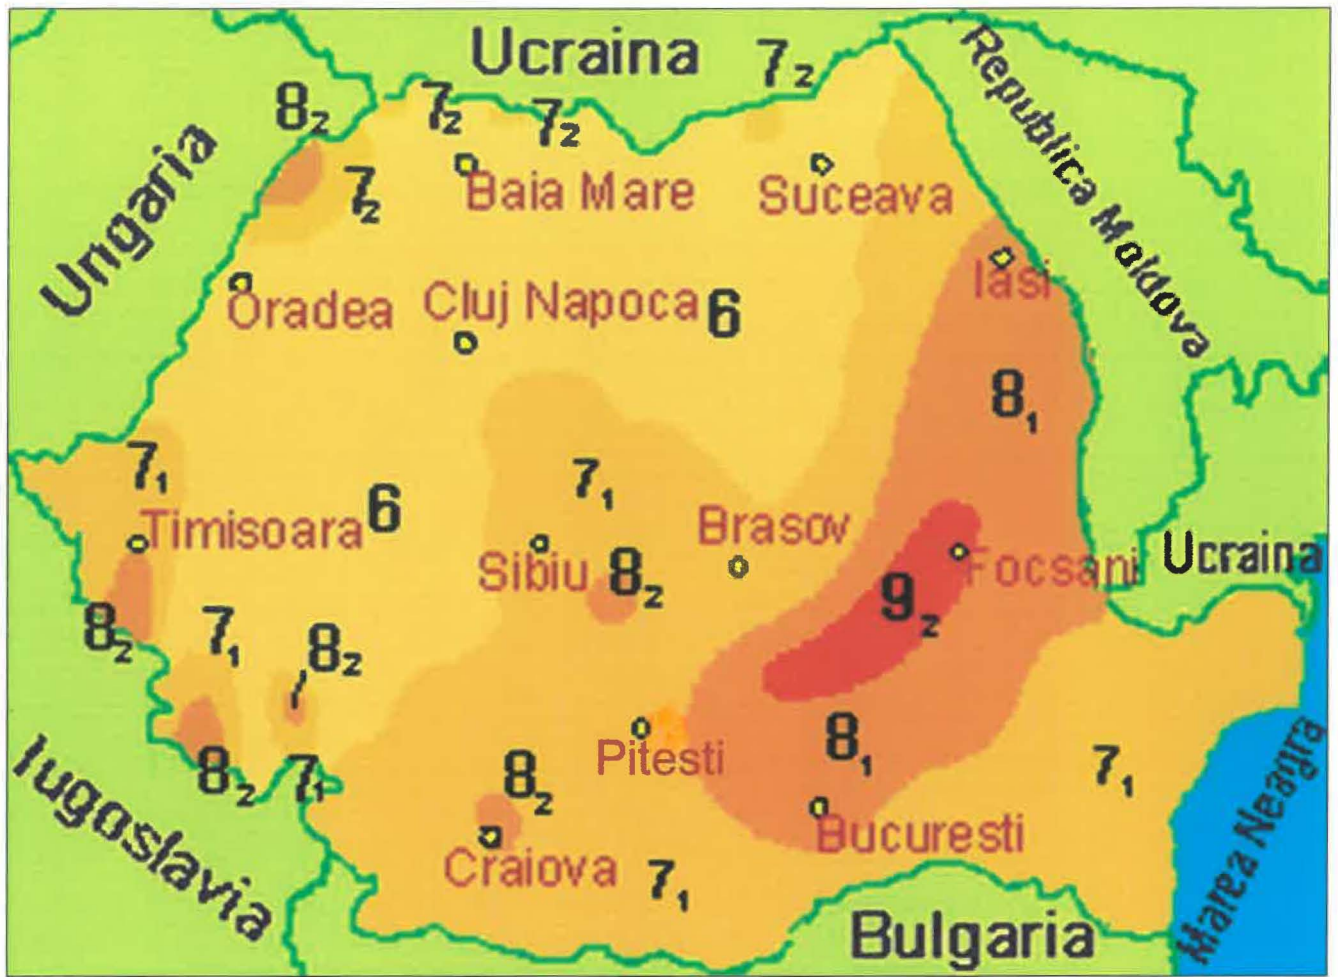 Ucraina
7₂
8₂
7₂
7₂
Republica Moldova
Ungaria
7₂
Baia Mare
Suceava
Iasi
Oradea
Cluj Napoca
6
8₁
7₁
7₁
Timisoara
6
Brasov
Sibiu
8₂
Focsani
Ucraina
9₂
8₂
7₁
8₂
Pitesti
8₁
7₁
8₂
7₁
8₂
Iugoslavia
Craiova
7₁
Bucuresti
Marea Neagra
Bulgaria